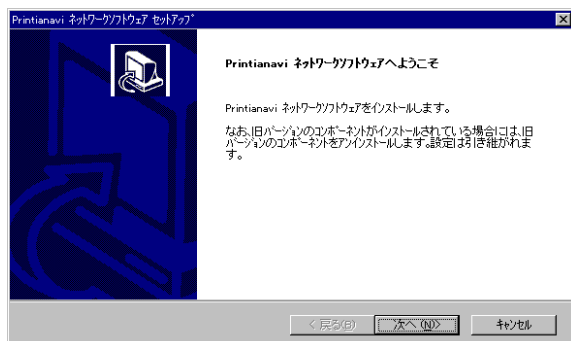 Printianavi ﾈｯﾄﾜｰｸｿﾌﾄｳｪｱ ｾｯﾄｱｯﾌﾟ
Printianavi ﾈｯﾄﾜｰｸｿﾌﾄｳｪｱへようこそ
Printianavi ﾈｯﾄﾜｰｸｿﾌﾄｳｪｱをインストールします。
なお、旧バージョンのコンポーネントがインストールされている場合には、旧
バージョンのコンポーネントをアンインストールします。設定は引き継がれま
す。
< 戻る(B)
次へ (N)>
キャンセル